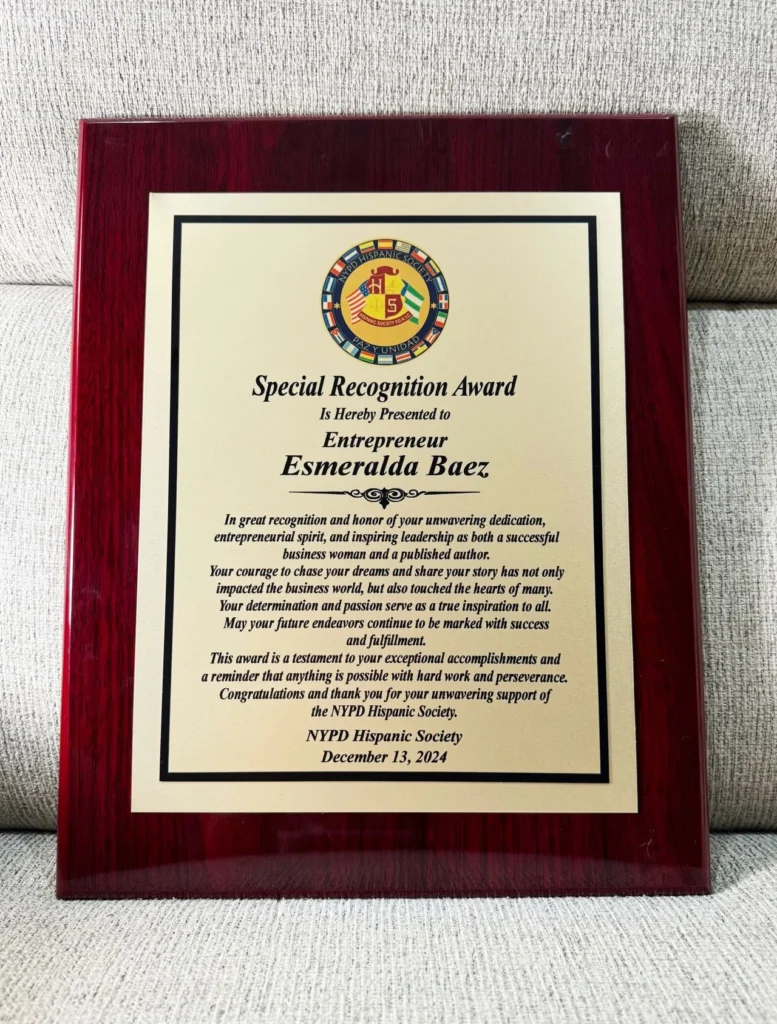 NYPD HISPANIC SOCIETY
H
S
HISPANIC SOCIETY
PAZ Y UNIDAD
Special Recognition Award
Is Hereby Presented to
Entrepreneur
Esmeralda Baez
In great recognition and honor of your unwavering dedication,
entrepreneurial spirit, and inspiring leadership as both a successful
business woman and a published author.
Your courage to chase your dreams and share your story has not only
impacted the business world, but also touched the hearts of many.
Your determination and passion serve as a true inspiration to all.
May your future endeavors continue to be marked with success
and fulfillment.
This award is a testament to your exceptional accomplishments and
a reminder that anything is possible with hard work and perseverance.
Congratulations and thank you for your unwavering support of
the NYPD Hispanic Society.
NYPD Hispanic Society
December 13, 2024